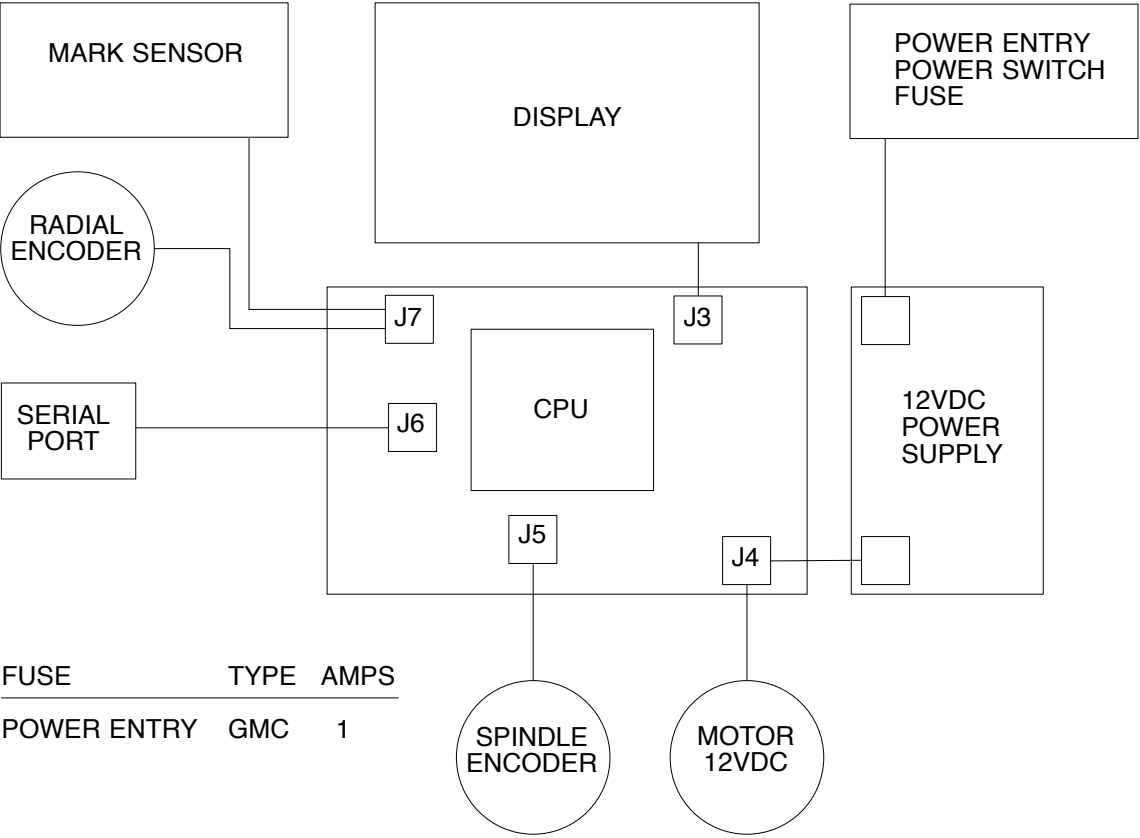 MARK SENSOR
DISPLAY
POWER ENTRY
POWER SWITCH
FUSE
RADIAL
ENCODER
J7
J3
SERIAL
PORT
J6
CPU
12VDC
POWER
SUPPLY
J5
J4
FUSE TYPE AMPS
POWER ENTRY GMC 1
SPINDLE
ENCODER
MOTOR
12VDC